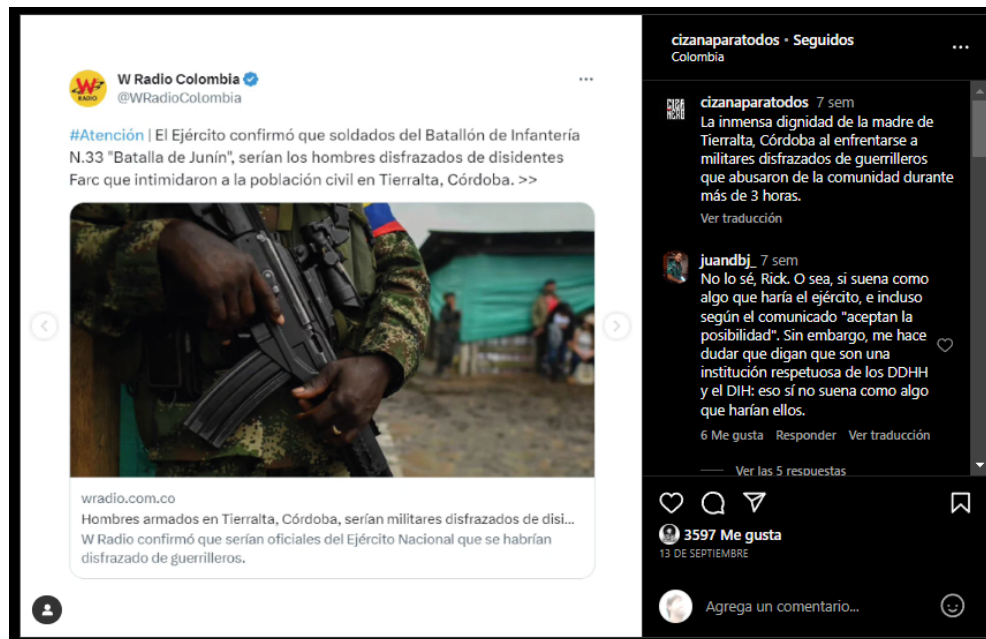 W Radio Colombia
@WRadioColombia
#Atención | El Ejército confirmó que soldados del Batallón de Infantería
N.33 "Batalla de Junín", serían los hombres disfrazados de disidentes
Farc que intimidaron a la población civil en Tierralta, Córdoba. >>
wradio.com.co
Hombres armados en Tierralta, Córdoba, serían militares disfrazados de disi...
W Radio confirmó que serían oficiales del Ejército Nacional que se habrían
disfrazado de guerrilleros.
cizanaparatodos • Seguidos
Colombia
cizanaparatodos 7 sem
La inmensa dignidad de la madre de
Tierralta, Córdoba al enfrentarse a
militares disfrazados de guerrilleros
que abusaron de la comunidad durante
más de 3 horas.
Ver traducción
juandbj_ 7 sem
No lo sé, Rick. O sea, si suena como
algo que haría el ejército, e incluso
según el comunicado "aceptan la
posibilidad". Sin embargo, me hace
dudar que digan que son una
institución respetuosa de los DDHH
y el DIH: eso sí no suena como algo
que harían ellos.
6 Me gusta Responder Ver traducción
Ver las 5 respuestas
3597 Me gusta
13 DE SEPTIEMBRE
Agrega un comentario...